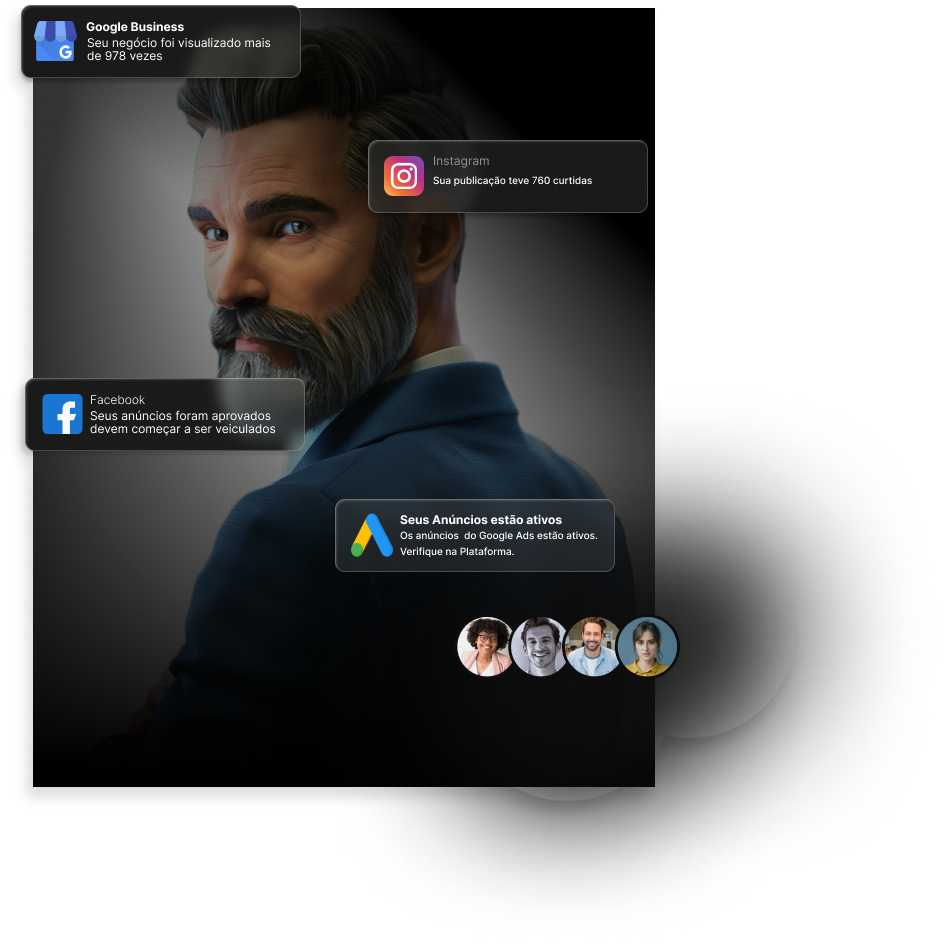 Google Business
Seu negócio foi visualizado mais
de 978 vezes
Instagram
Sua publicação teve 760 curtidas
Facebook
Seus anúncios foram aprovados
devem começar a ser veiculados
Seus Anúncios estão ativos
Os anúncios  do Google Ads estão ativos.
Verifique na Plataforma.